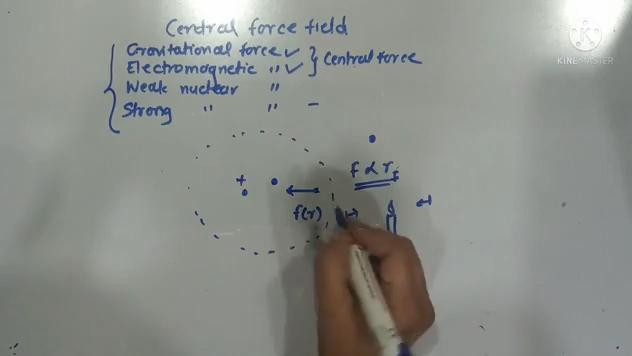 Central force field
Gravitational force ✓
Electromagnetic " ✓ } Central force
Weak nuclear "
Strong " " –
+
F ∝ r
f(r),
KINEMASTER